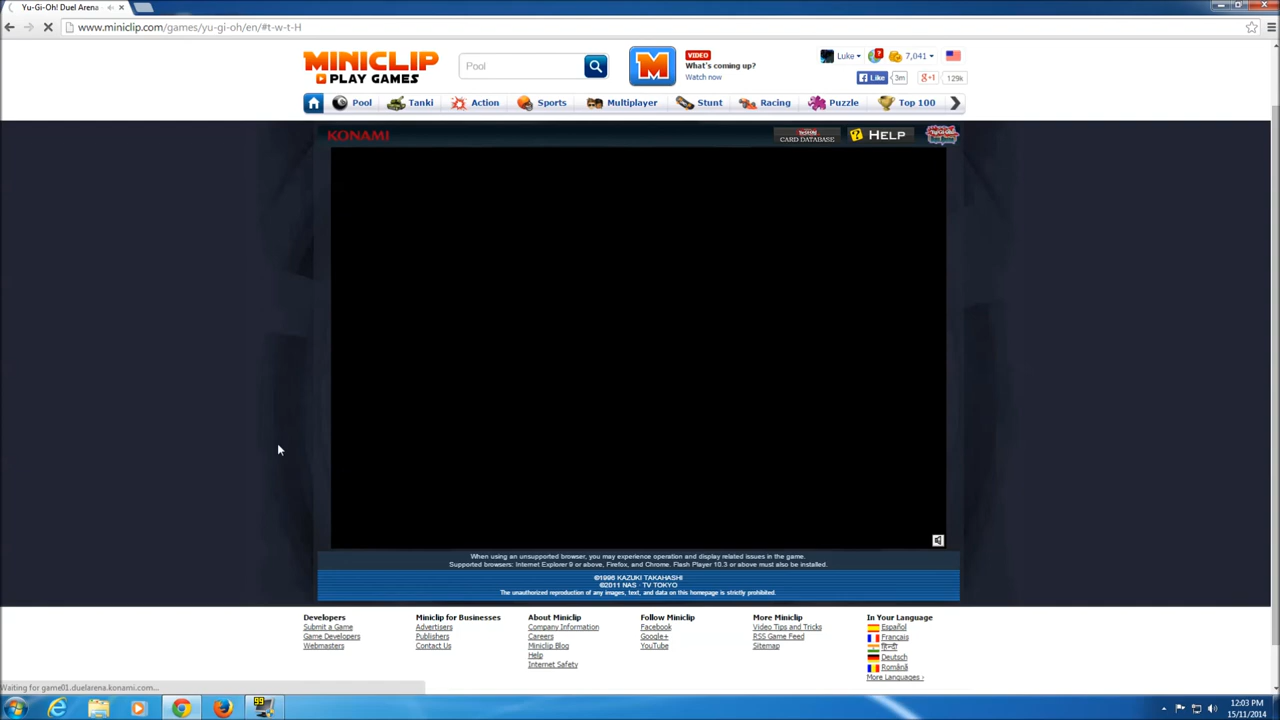 Yu-Gi-Oh! Duel Arena
www.miniclip.com/games/yu-gi-oh/en/#t-w-t-H
MINICLIP
PLAY GAMES
Pool
M
VIDEO
What's coming up?
Watch now
Luke
7
7,041
Like 3m
+1 129k
Pool Tanki Action Sports Multiplayer Stunt Racing Puzzle Top 100
KONAMI
CARD DATABASE
? HELP
When using an unsupported browser, you may experience operation and display related issues in the game.
Supported browsers: Internet Explorer 9 or above, Firefox, and Chrome. Flash Player 10.3 or above must also be installed.
©1996 KAZUKI TAKAHASHI
©2011 NAS · TV TOKYO
The unauthorized reproduction of any images, text, and data on this homepage is strictly prohibited.
Developers
Submit a Game
Game Developers
Webmasters
Miniclip for Businesses
Advertisers
Publishers
Contact Us
About Miniclip
Company Information
Careers
Miniclip Blog
Help
Internet Safety
Follow Miniclip
Facebook
Google+
YouTube
More Miniclip
Video Tips and Tricks
RSS Game Feed
Sitemap
In Your Language
Español
Français
हिन्दी
Deutsch
Română
More Languages ›
Waiting for game01.duelarena.konami.com...
99
12:03 PM
15/11/2014